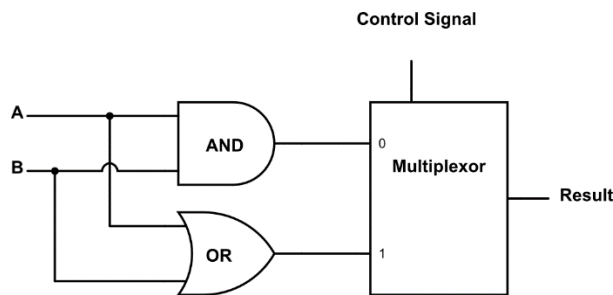 Control Signal
A
AND
0
B
Multiplexor
Result
OR
1